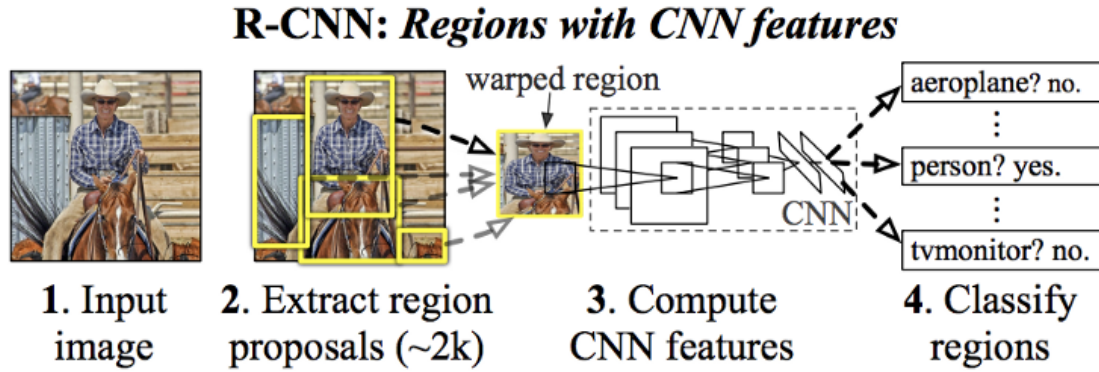 R-CNN: Regions with CNN features
warped region
aeroplane? no.
⋮
person? yes.
⋮
tvmonitor? no.
CNN
1. Input
image
2. Extract region
proposals (~2k)
3. Compute
CNN features
4. Classify
regions